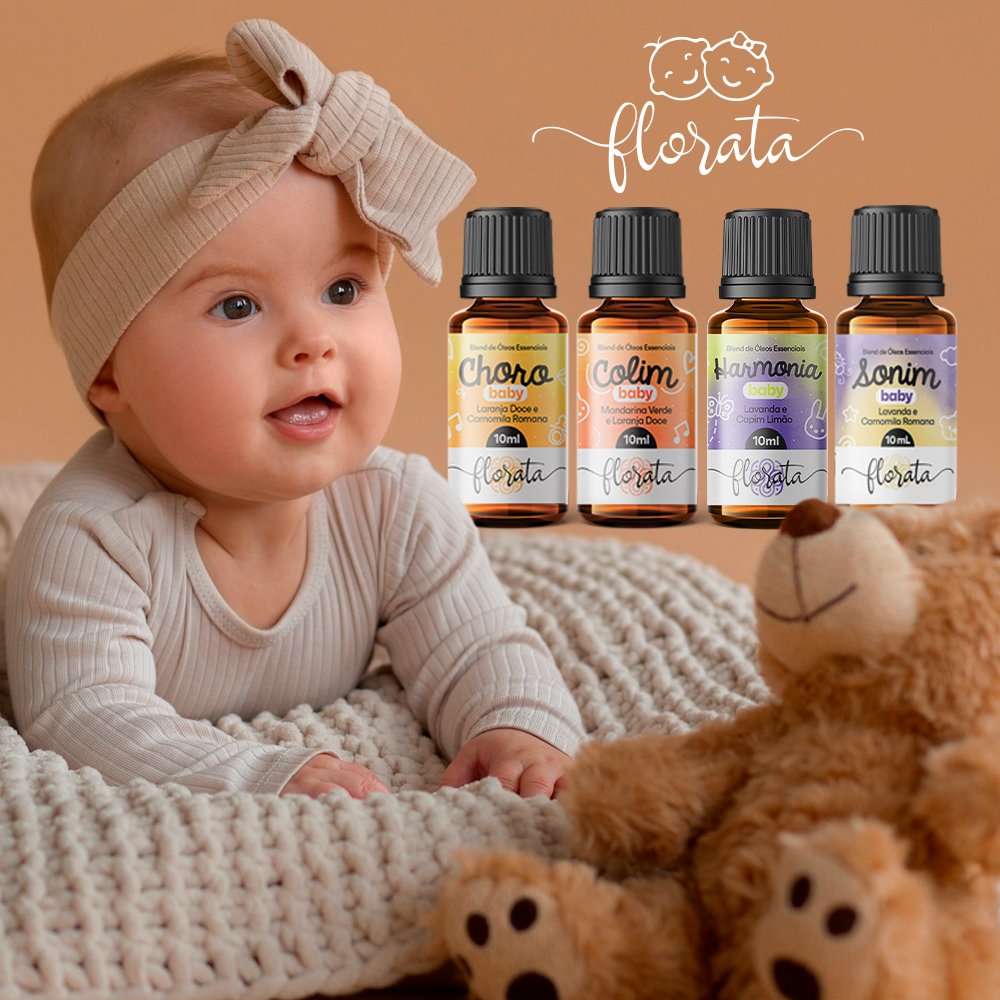 florata
Blend de Óleos Essenciais
Choro
baby
Laranja Doce e
Camomila Romana
10ml
florata
Blend de Óleos Essenciais
Colim
baby
Mandarina Verde
e Laranja Doce
10ml
florata
Blend de Óleos Essenciais
Harmonia
baby
Lavanda e
Capim Limão
10ml
florata
Blend de Óleos Essenciais
Sonim
baby
Lavanda e
Camomila Romana
10 mL
florata